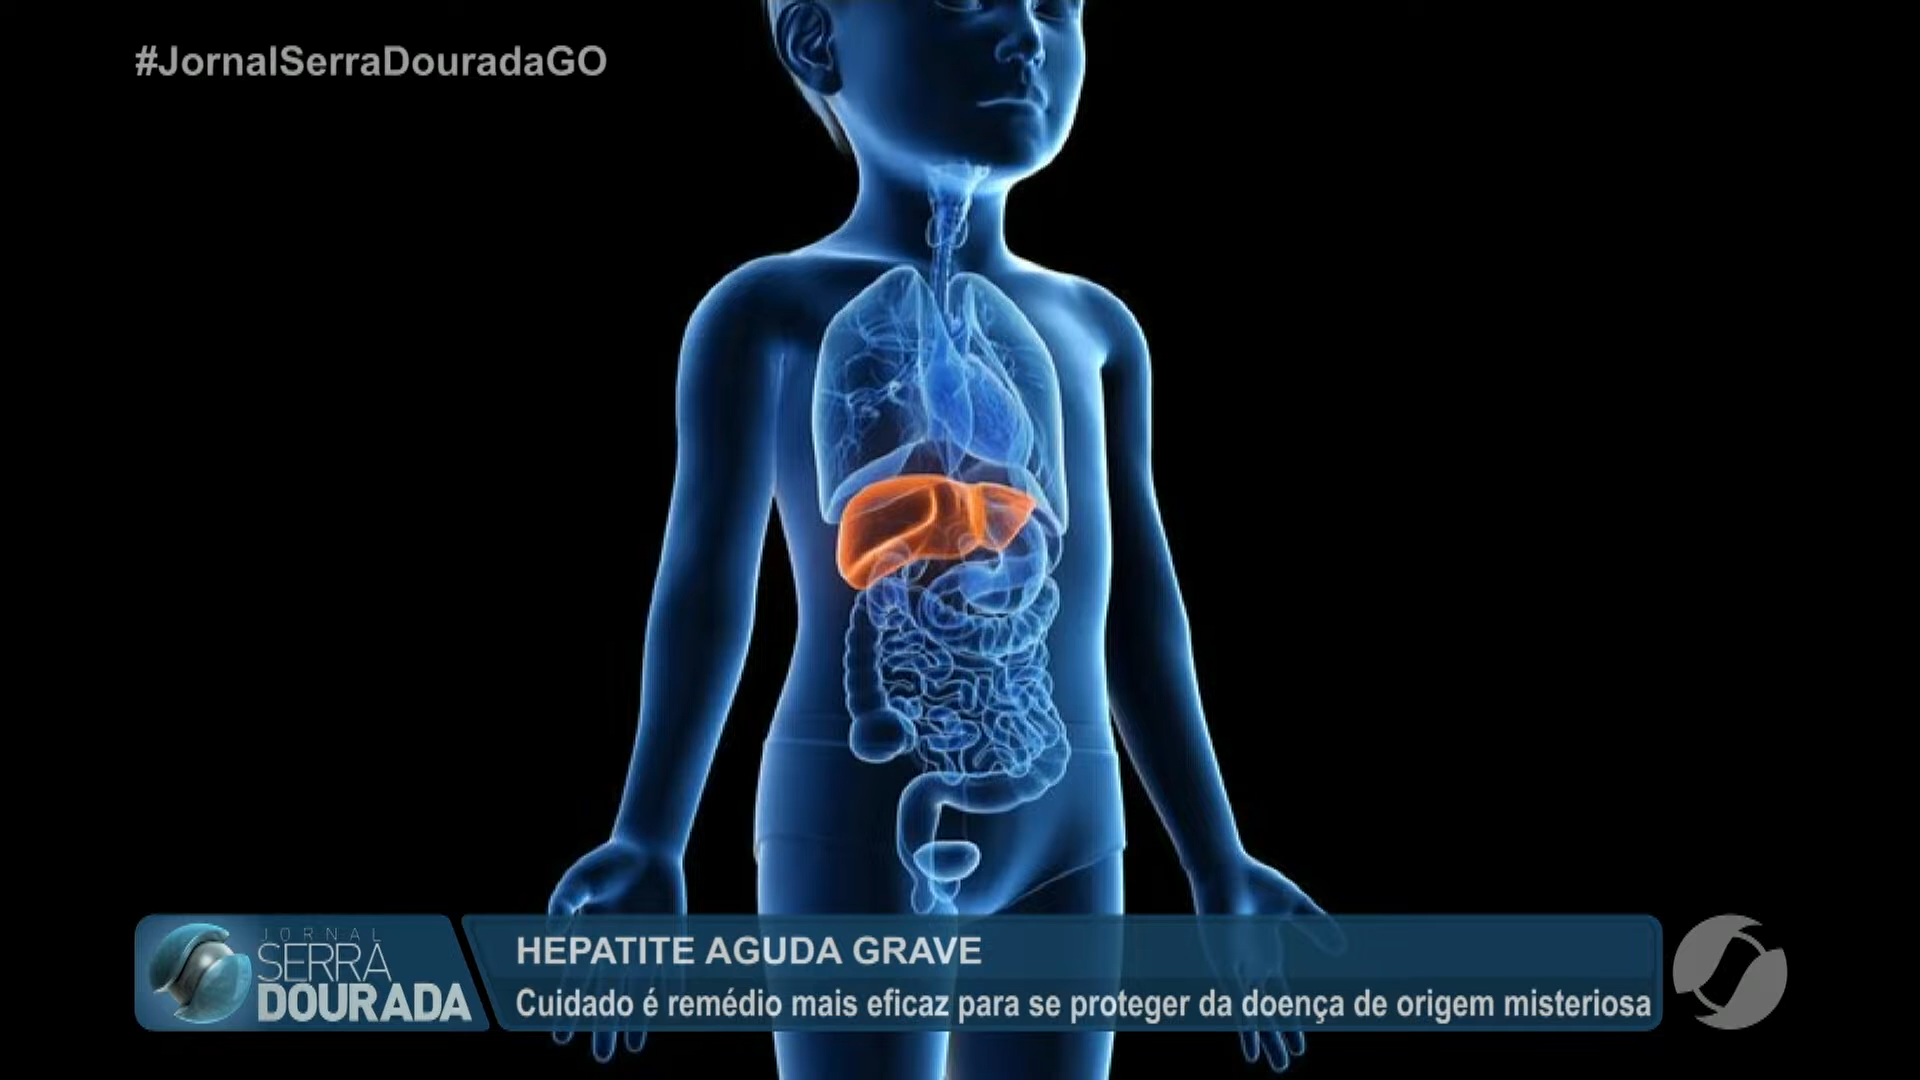 #JornalSerraDouradaGO
JORNAL
SERRA
DOURADA
HEPATITE AGUDA GRAVE
Cuidado é remédio mais eficaz para se proteger da doença de origem misteriosa